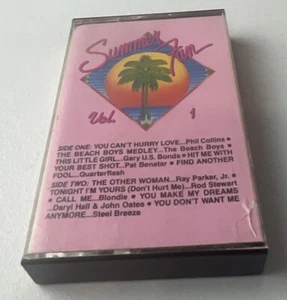 Summer Fun
Vol. 1
SIDE ONE: YOU CAN'T HURRY LOVE...Phil Collins •
THE BEACH BOYS MEDLEY...The Beach Boys •
THIS LITTLE GIRL...Gary U.S. Bonds • HIT ME WITH
YOUR BEST SHOT...Pat Benatar • FIND ANOTHER
FOOL...Quarterflash
SIDE TWO: THE OTHER WOMAN...Ray Parker, Jr. •
TONIGHT I'M YOURS (Don't Hurt Me)...Rod Stewart
• CALL ME...Blondie • YOU MAKE MY DREAMS
...Daryl Hall & John Oates • YOU DON'T WANT ME
ANYMORE...Steel Breeze